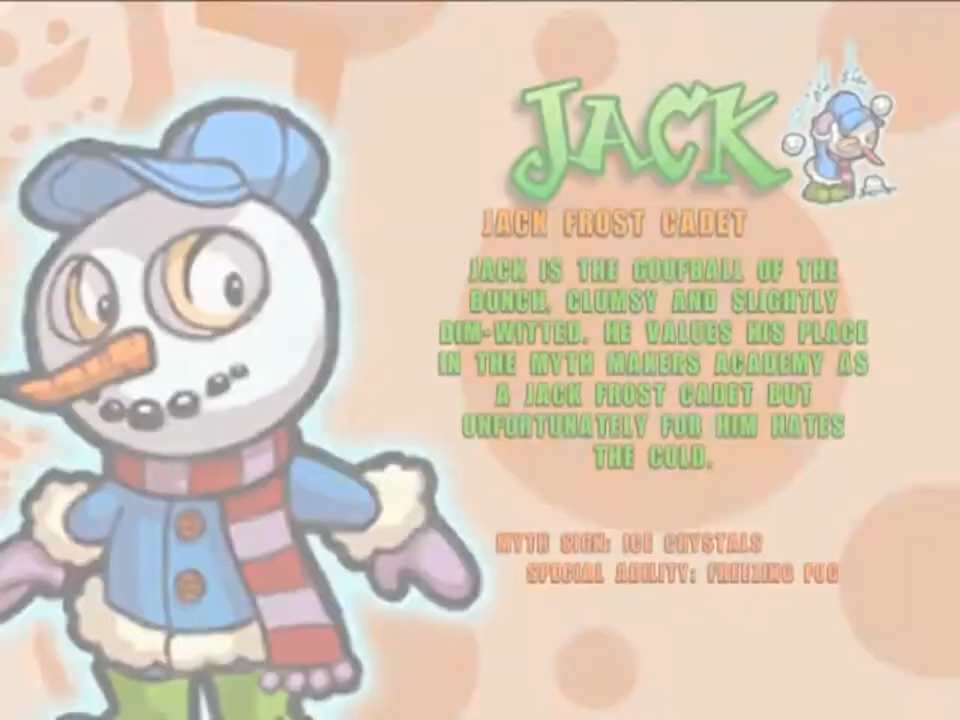 JACK
JACK FROST CADET
JACK IS THE GOOFBALL OF THE
BUNCH. CLUMSY AND SLIGHTLY
DIM-WITTED. HE VALUES HIS PLACE
IN THE MYTH MAKERS ACADEMY AS
A JACK FROST CADET BUT
UNFORTUNATELY FOR HIM HATES
THE COLD.
MYTH SIGN: ICE CRYSTALS
SPECIAL ABILITY: FREEZING FOG